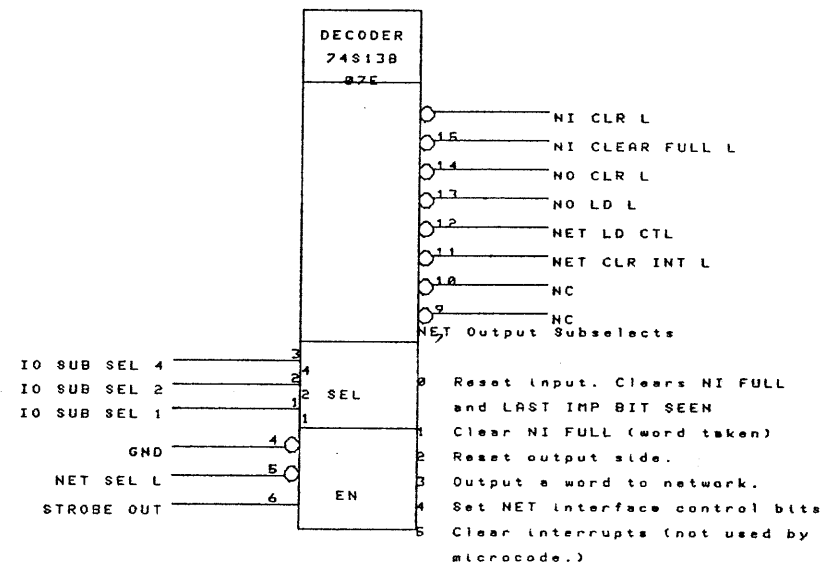 DECODER
74S138
07E
NI CLR L
15
NI CLEAR FULL L
14
NO CLR L
13
NO LD L
12
NET LD CTL
11
NET CLR INT L
10
NC
9
NC
7
NET Output Subselects
IO SUB SEL 4
3
4
IO SUB SEL 2
2
2
SEL
IO SUB SEL 1
1
1
GND
4
NET SEL L
5
EN
STROBE OUT
6
0 Reset input. Clears NI FULL
and LAST IMP BIT SEEN
1 Clear NI FULL (word taken)
2 Reset output side.
3 Output a word to network.
4 Set NET interface control bits
5 Clear interrupts (not used by
microcode.)